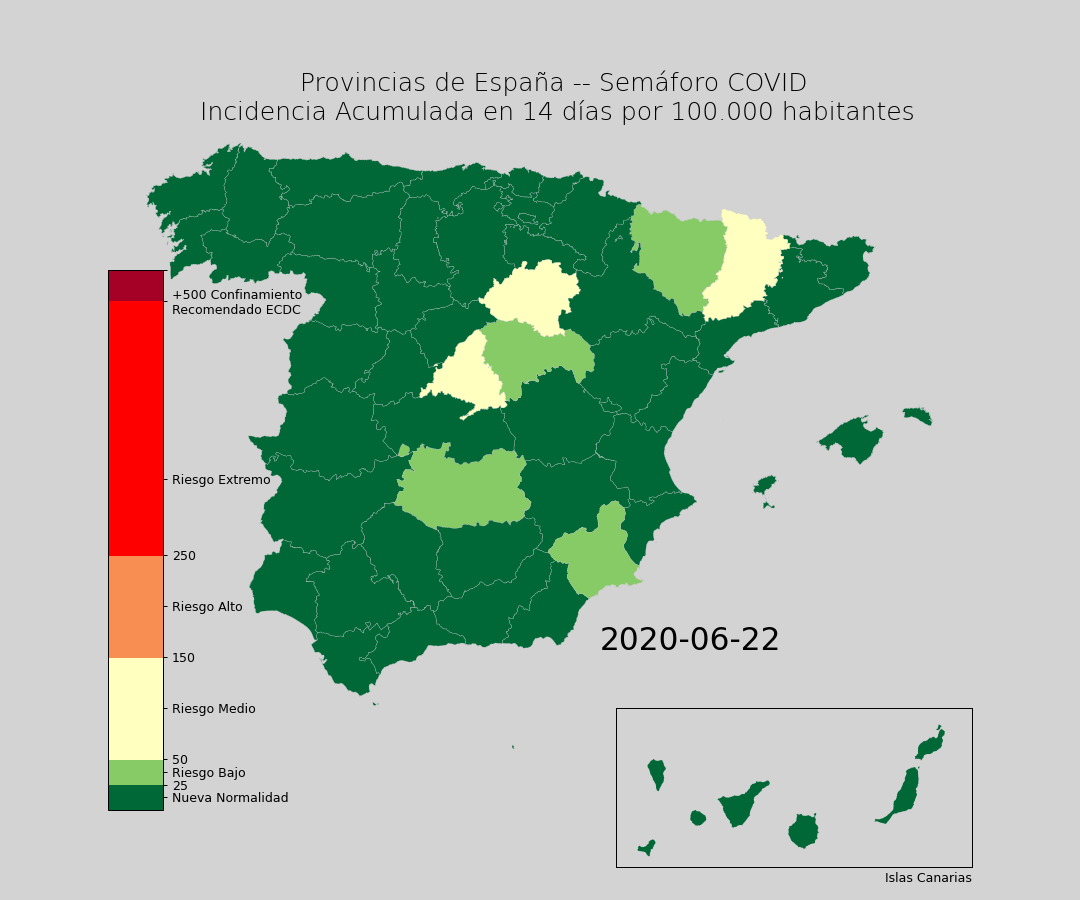 Provincias de España -- Semáforo COVID
Incidencia Acumulada en 14 días por 100.000 habitantes
+500 Confinamiento
Recomendado ECDC
Riesgo Extremo
250
Riesgo Alto
150
Riesgo Medio
50
Riesgo Bajo
25
Nueva Normalidad
2020-06-22
Islas Canarias